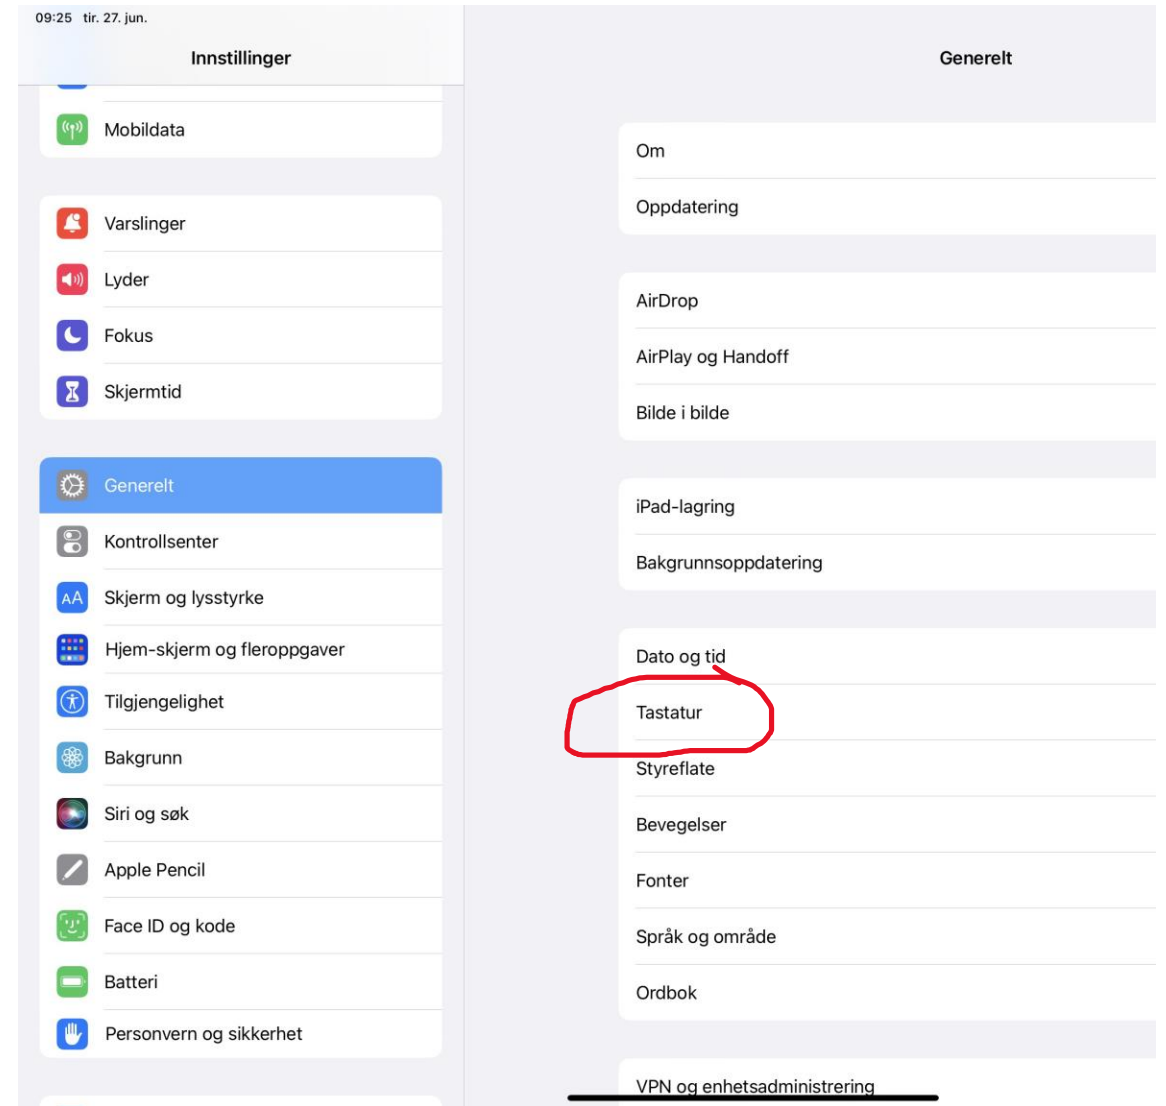 09:25 tir. 27. jun.
Innstillinger
Mobildata
Varslinger
Lyder
Fokus
Skjermtid
Generelt
Kontrollsenter
AA Skjerm og lysstyrke
Hjem-skjerm og fleroppgaver
Tilgjengelighet
Bakgrunn
Siri og søk
Apple Pencil
Face ID og kode
Batteri
Personvern og sikkerhet
Generelt
Om
Oppdatering
AirDrop
AirPlay og Handoff
Bilde i bilde
iPad-lagring
Bakgrunnsoppdatering
Dato og tid
Tastatur
Styreflate
Bevegelser
Fonter
Språk og område
Ordbok
VPN og enhetsadministrering